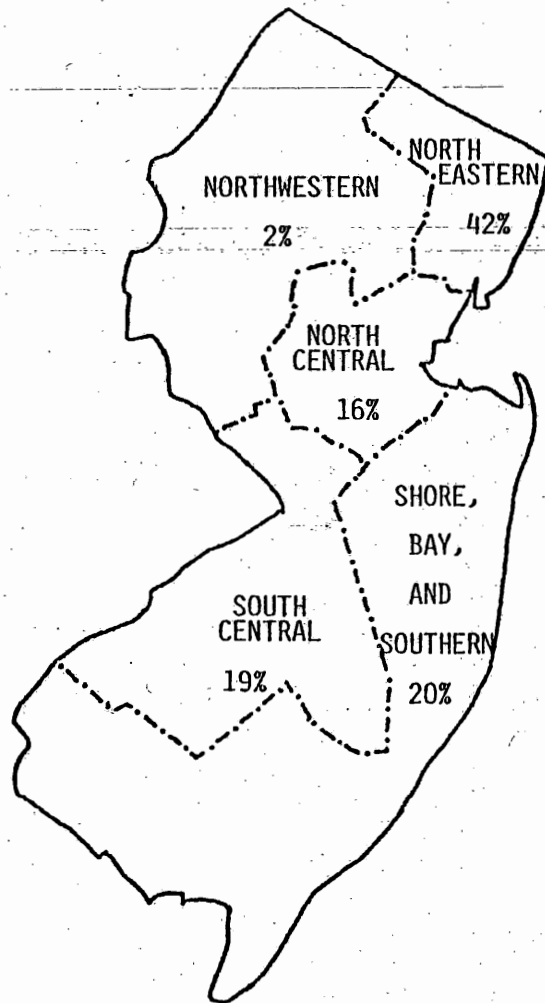 NORTH
EASTERN
42%
NORTHWESTERN
2%
NORTH
CENTRAL
16%
SHORE,
BAY,
AND
SOUTHERN
20%
SOUTH
CENTRAL
19%